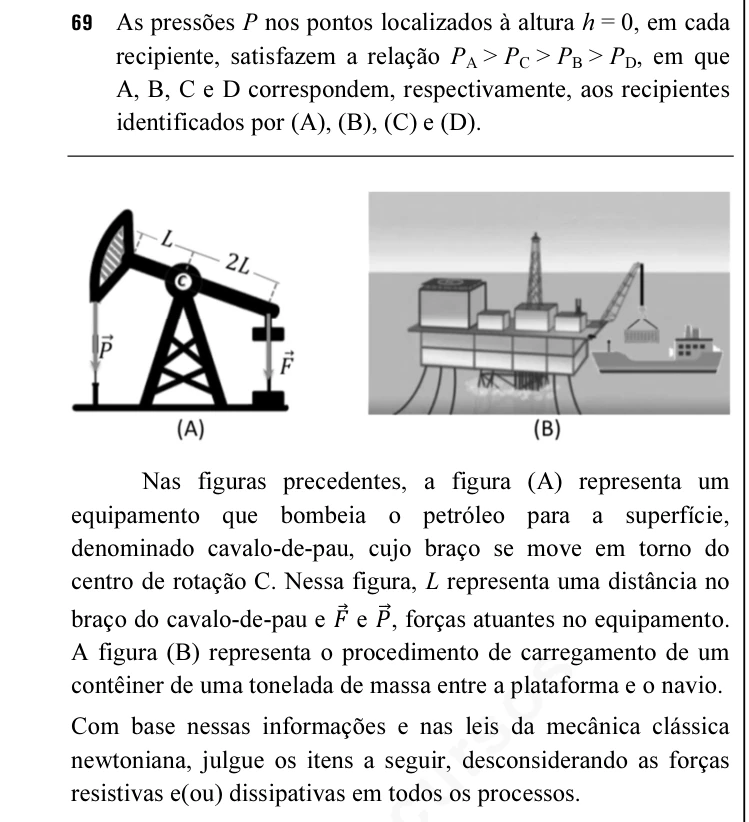 69 As pressões P nos pontos localizados à altura h = 0, em cada
recipiente, satisfazem a relação P_A > P_C > P_B > P_D, em que
A, B, C e D correspondem, respectivamente, aos recipientes
identificados por (A), (B), (C) e (D).
L
2L
C
P⃗
F⃗
(A)
(B)
Nas figuras precedentes, a figura (A) representa um
equipamento que bombeia o petróleo para a superfície,
denominado cavalo-de-pau, cujo braço se move em torno do
centro de rotação C. Nessa figura, L representa uma distância no
braço do cavalo-de-pau e F⃗ e P⃗, forças atuantes no equipamento.
A figura (B) representa o procedimento de carregamento de um
contêiner de uma tonelada de massa entre a plataforma e o navio.
Com base nessas informações e nas leis da mecânica clássica
newtoniana, julgue os itens a seguir, desconsiderando as forças
resistivas e(ou) dissipativas em todos os processos.